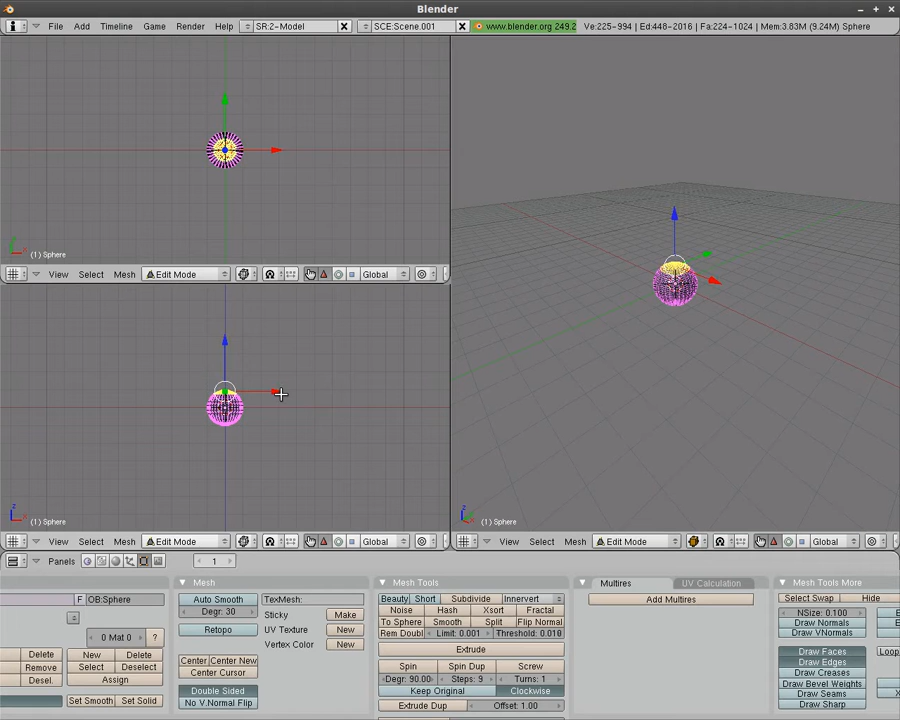 Blender
File Add Timeline Game Render Help SR:2-Model SCE:Scene.001 www.blender.org 249.2 Ve:225-994 | Ed:448-2016 | Fa:224-1024 | Mem:3.83M (9.24M) Sphere
(1) Sphere
View Select Mesh Edit Mode Global
z
(1) Sphere
z
(1) Sphere
View Select Mesh Edit Mode Global
View Select Mesh Edit Mode Global
Panels 1
Mesh
Mesh Tools
Multires UV Calculation
Mesh Tools More
F OB:Sphere
Auto Smooth
Degr: 30
Retopo
TexMesh:
Sticky Make
UV Texture New
Vertex Color New
Beauty Short Subdivide Innervert
Noise Hash Xsort Fractal
To Sphere Smooth Split Flip Normal
Rem Doubl Limit: 0.001 Threshold: 0.010
Extrude
Spin Spin Dup Screw
Degr: 90.00 Steps: 9 Turns: 1
Keep Original Clockwise
Extrude Dup Offset: 1.00
Add Multires
Select Swap Hide
NSize: 0.100
Draw Normals
Draw VNormals
Draw Faces
Draw Edges
Draw Creases
Draw Bevel Weights
Draw Seams
Draw Sharp
Loop
0 Mat 0 ?
Delete New Delete
Remove Select Deselect
Desel. Assign
Set Smooth Set Solid
Center Center New
Center Cursor
Double Sided
No V.Normal Flip